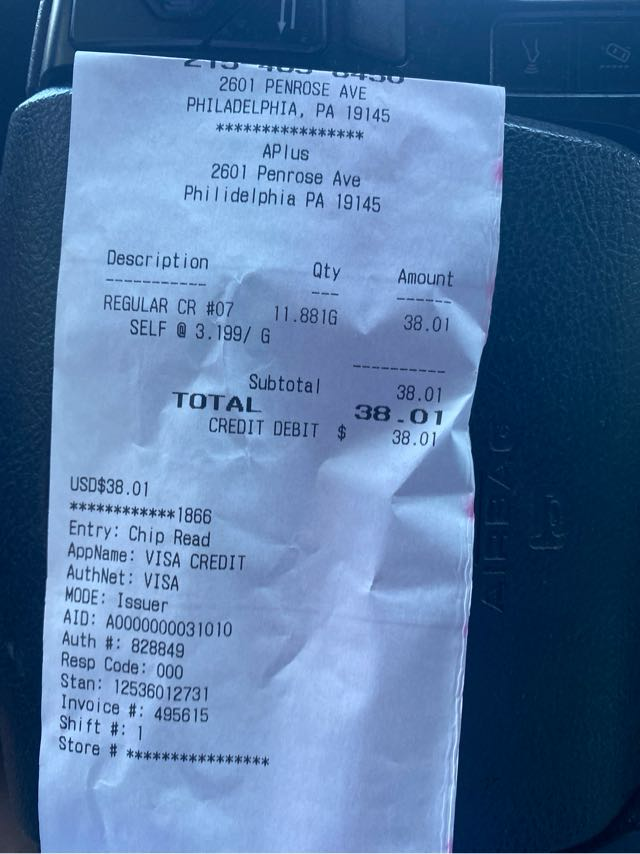 2601 PENROSE AVE
PHILADELPHIA, PA 19145
****************
APlus
2601 Penrose Ave
Philidelphia PA 19145
Description Qty Amount
----------- --- ------
REGULAR CR #07 11.881G 38.01
SELF @ 3.199/ G
----------
Subtotal 38.01
TOTAL 38.01
CREDIT DEBIT $ 38.01
USD$38.01
************1866
Entry: Chip Read
AppName: VISA CREDIT
AuthNet: VISA
MODE: Issuer
AID: A0000000031010
Auth #: 828849
Resp Code: 000
Stan: 12536012731
Invoice #: 495615
Shift #: 1
Store # ****************
AIRBAG